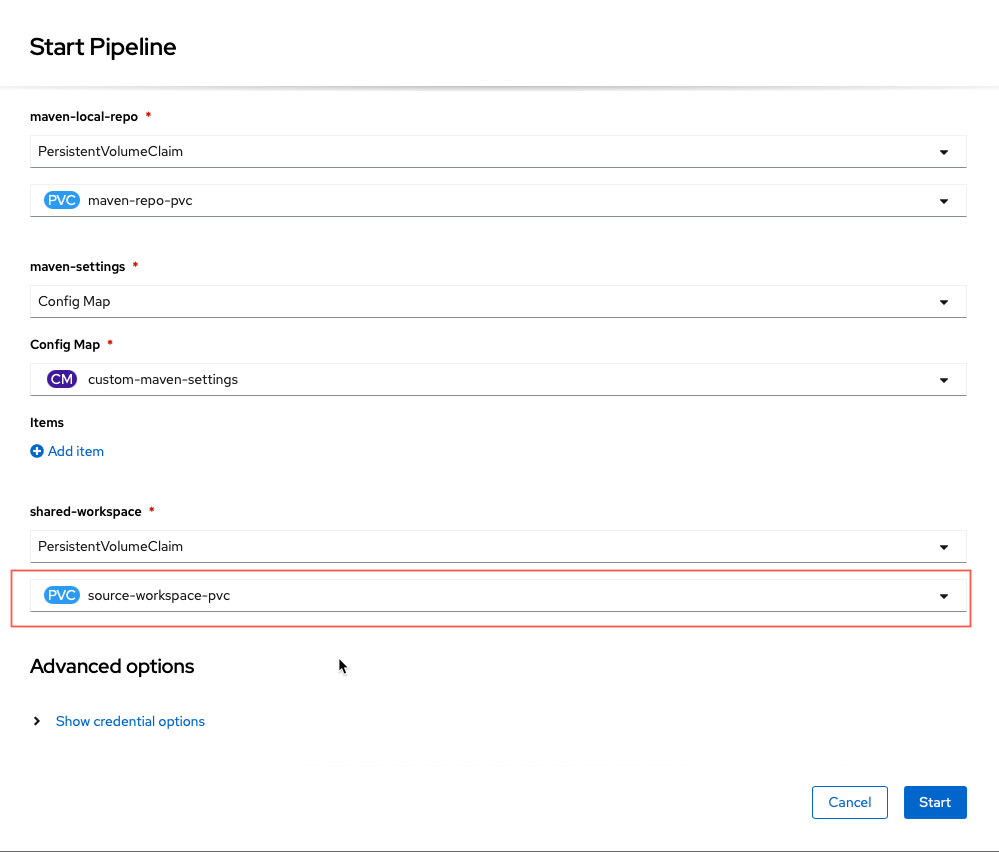 Start Pipeline
maven-local-repo *
PersistentVolumeClaim
PVC maven-repo-pvc
maven-settings *
Config Map
Config Map *
CM custom-maven-settings
Items
Add item
shared-workspace *
PersistentVolumeClaim
PVC source-workspace-pvc
Advanced options
Show credential options
Cancel Start